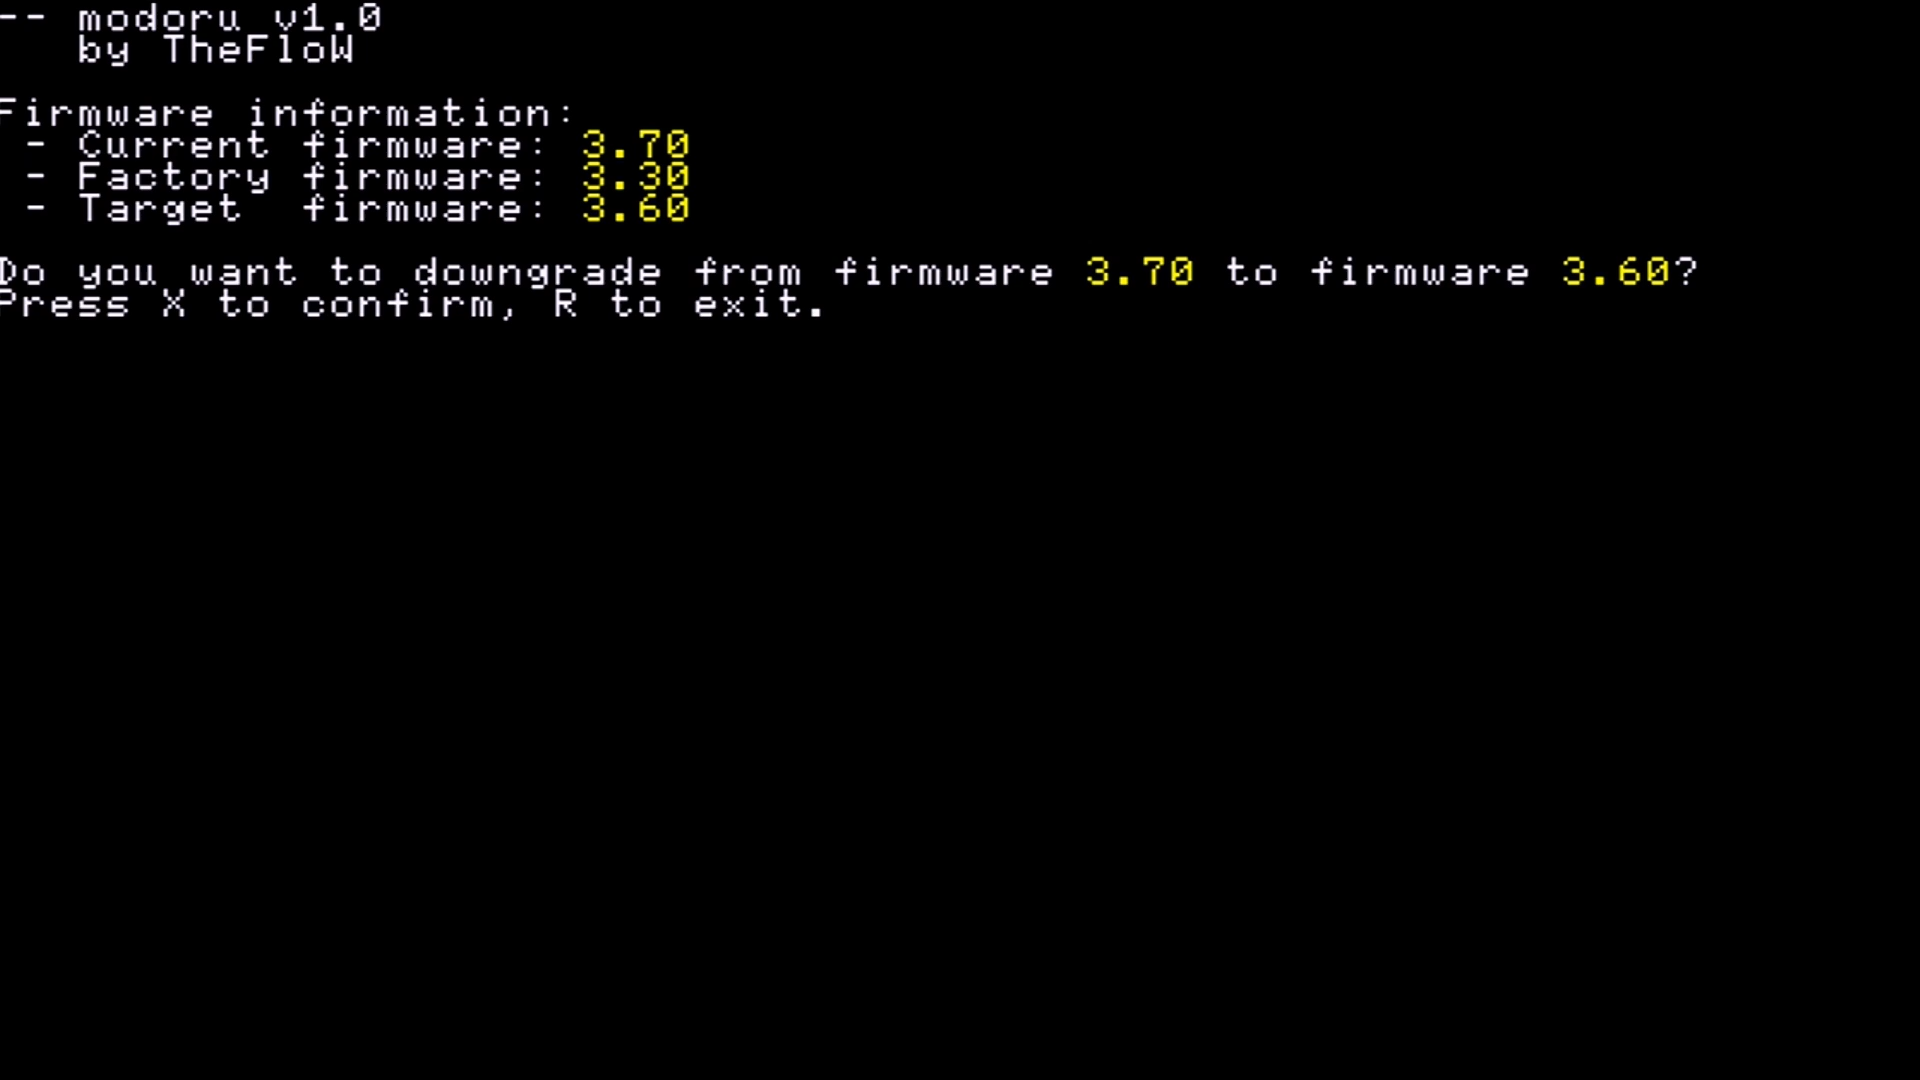 -- modoru v1.0
by TheFloW
Firmware information:
- Current firmware: 3.70
- Factory firmware: 3.30
- Target firmware: 3.60
Do you want to downgrade from firmware 3.70 to firmware 3.60?
Press X to confirm, R to exit.